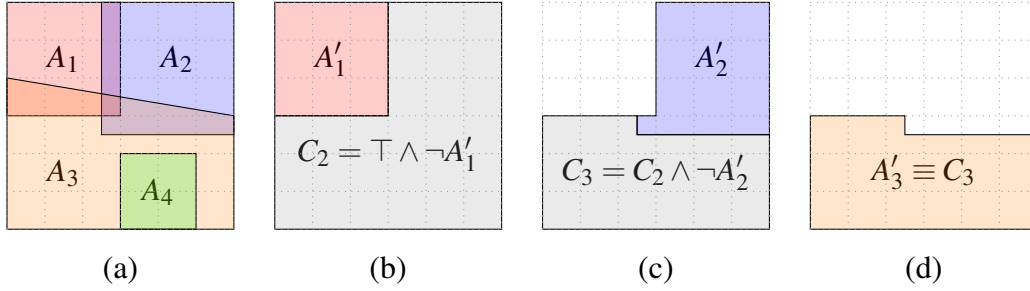 A₁ A₂
A₃ A₄
A′₁
C₂ = ⊤ ∧ ¬A′₁
A′₂
C₃ = C₂ ∧ ¬A′₂
A′₃ ≡ C₃
(a) (b) (c) (d)